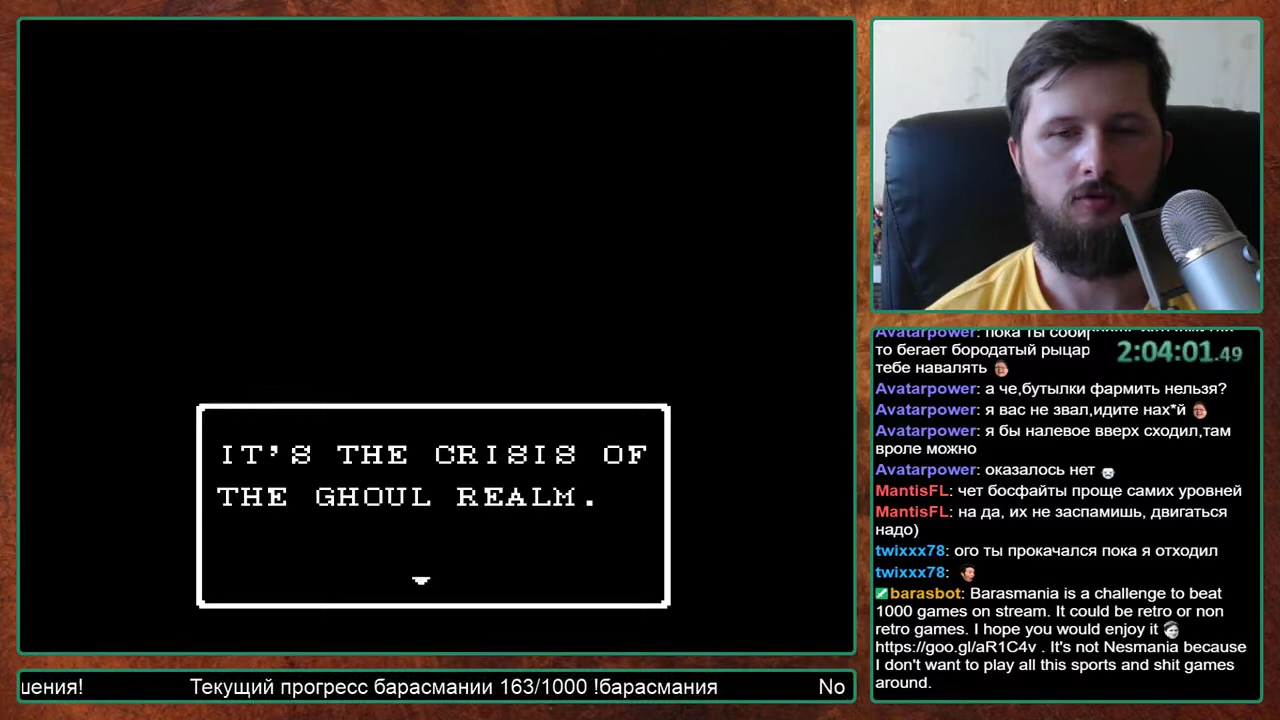 IT'S THE CRISIS OF
THE GHOUL REALM.
2:04:01.49
Avatarpower: пока ты
то бегает бородатый рыцар
тебе навалять
Avatarpower: а че,бутылки фармить нельзя?
Avatarpower: я вас не звал,идите нах*й
Avatarpower: я бы налевое вверх сходил,там
вроле можно
Avatarpower: оказалось нет
MantisFL: чет босфайты проще самих уровней
MantisFL: на да, их не заспамишь, двигаться
надо)
twixxx78: ого ты прокачался пока я отходил
twixxx78:
barasbot: Barasmania is a challenge to beat
1000 games on stream. It could be retro or non
retro games. I hope you would enjoy it
https://goo.gl/aR1C4v . It's not Nesmania because
I don't want to play all this sports and shit games
around.
шения! Текущий прогресс барасмании 163/1000 !барасмания No